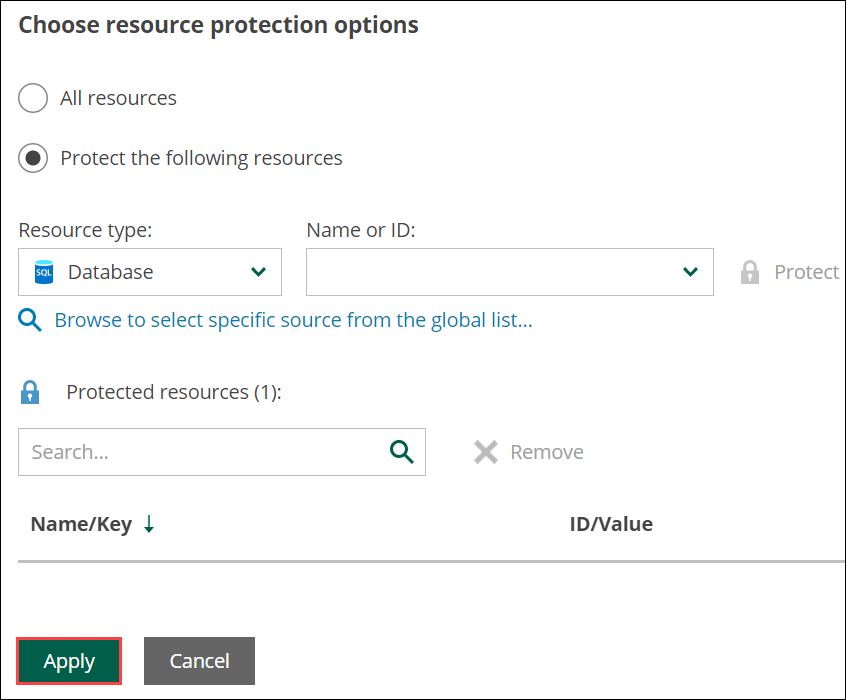 Choose resource protection options
All resources
Protect the following resources
Resource type: Name or ID:
SQL Database Protect
Browse to select specific source from the global list...
Protected resources (1):
Search... Remove
Name/Key ID/Value
Apply Cancel